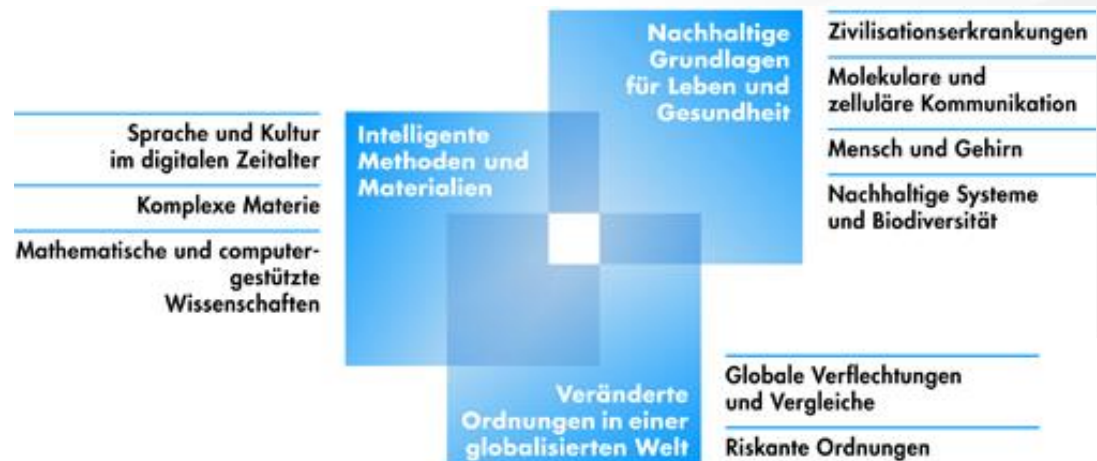 Nachhaltige
Grundlagen
für Leben und
Gesundheit
Zivilisationserkrankungen
Molekulare und
zelluläre Kommunikation
Mensch und Gehirn
Nachhaltige Systeme
und Biodiversität
Sprache und Kultur
im digitalen Zeitalter
Komplexe Materie
Mathematische und computer-
gestützte
Wissenschaften
Intelligente
Methoden und
Materialien
Veränderte
Ordnungen in einer
globalisierten Welt
Globale Verflechtungen
und Vergleiche
Riskante Ordnungen